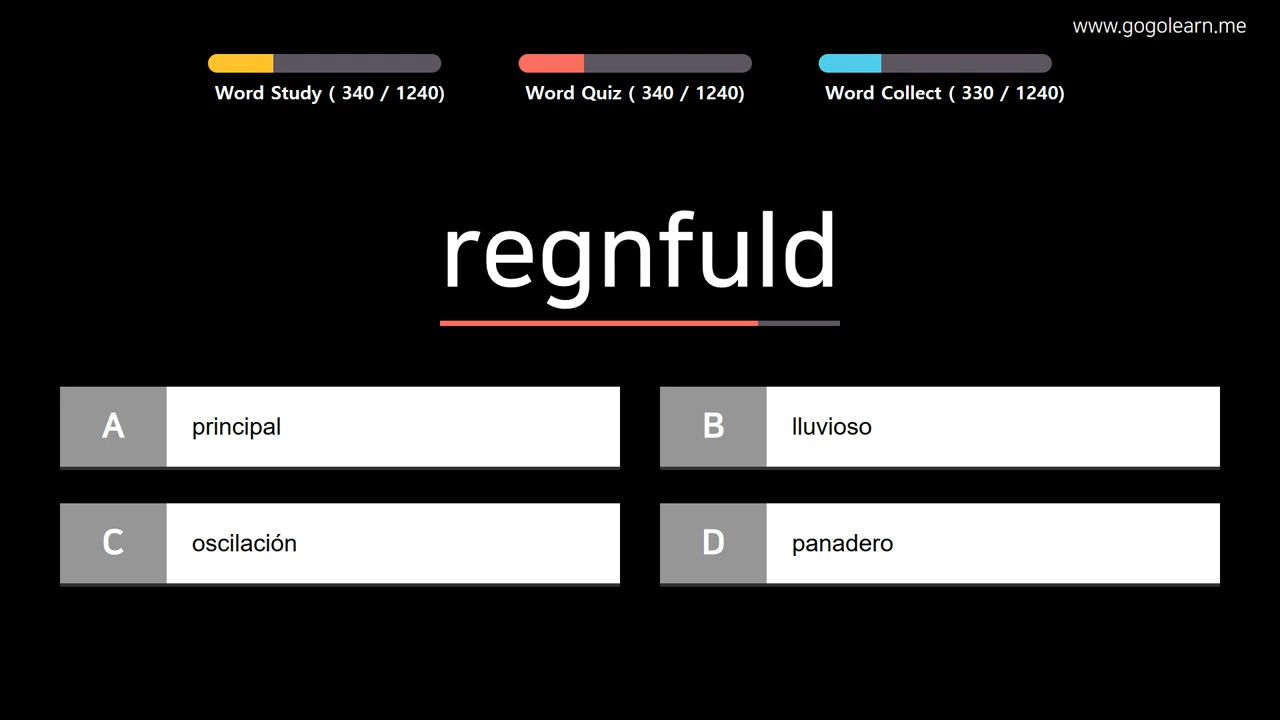 www.gogolearn.me
Word Study ( 340 / 1240)
Word Quiz ( 340 / 1240)
Word Collect ( 330 / 1240)
regnfuld
A principal
B lluvioso
C oscilación
D panadero